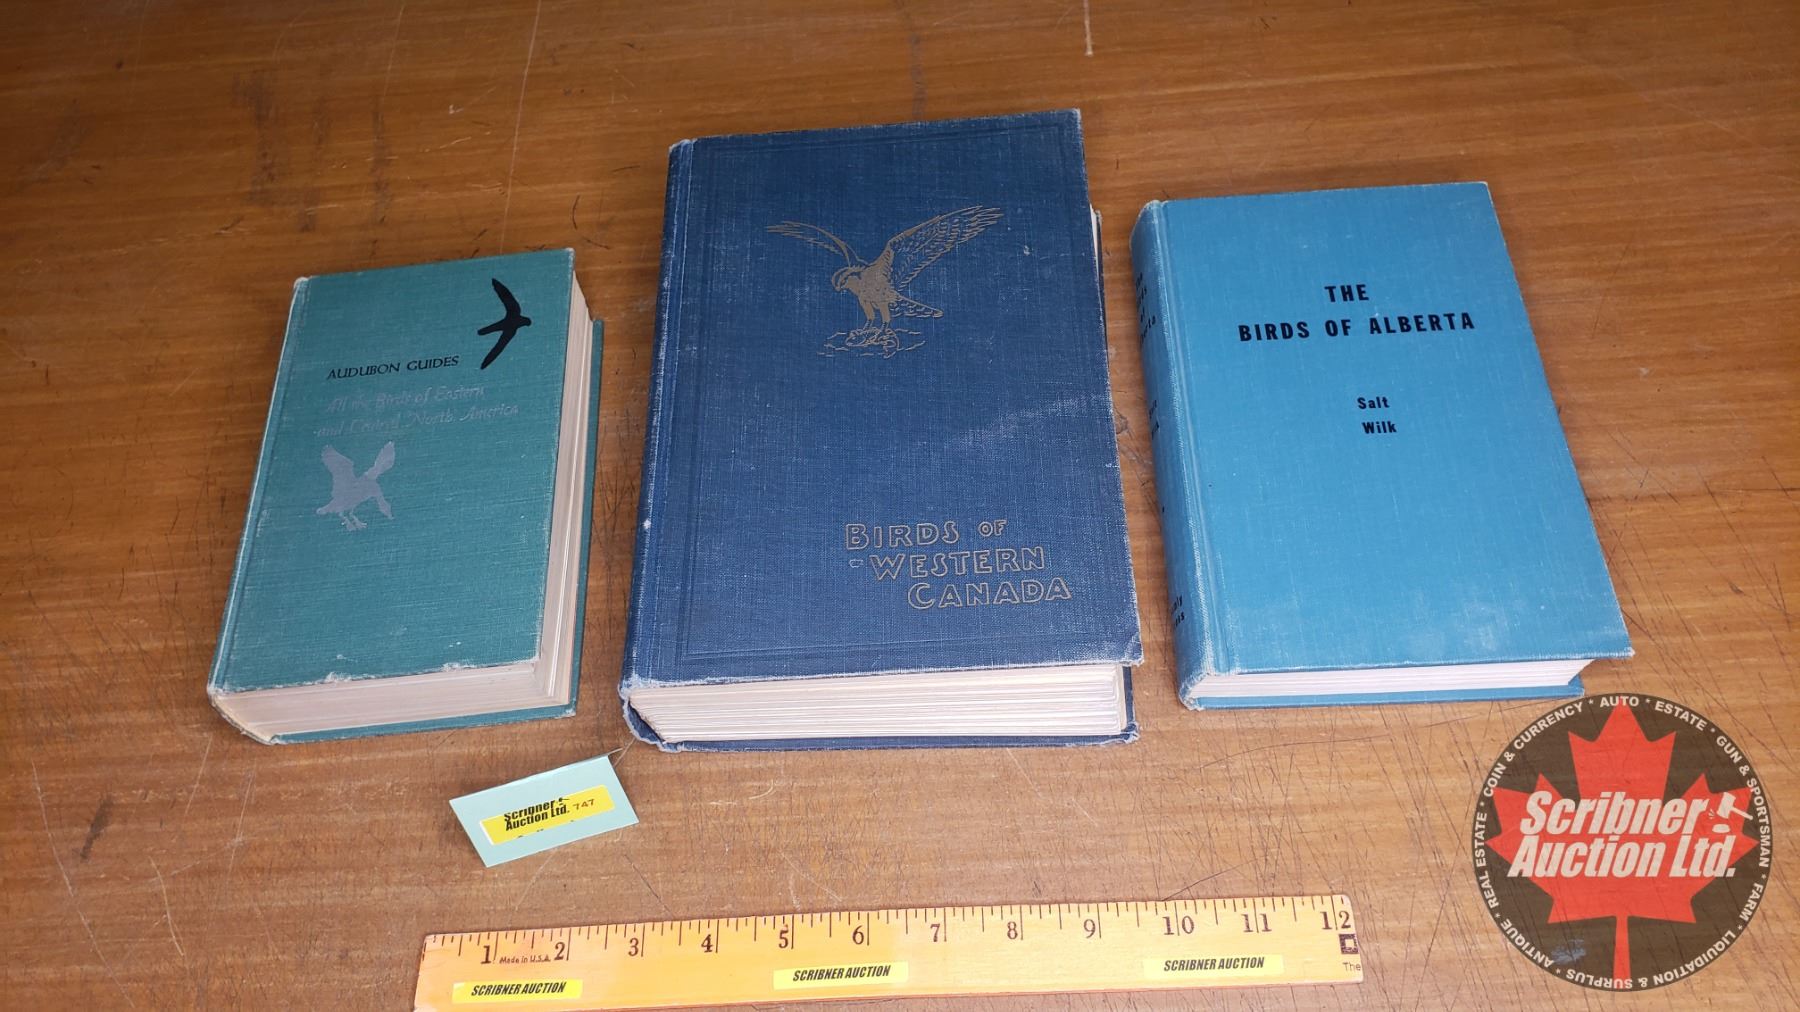 AUDUBON GUIDES
All the Birds of Eastern
and Central North America
BIRDS OF
WESTERN
CANADA
THE
BIRDS OF ALBERTA
Salt
Wilk
Scribner
Auction Ltd. 747
1 2 3 4 5 6 7 8 9 10 11 12
Made in U.S.A.
The
SCRIBNER AUCTION
SCRIBNER AUCTION
SCRIBNER AUCTION
Scribner
Auction Ltd.
REAL ESTATE * COIN & CURRENCY * AUTO * ESTATE * GUN & SPORTSMAN * FARM * LIQUIDATION & SURPLUS * ANTIQUE *